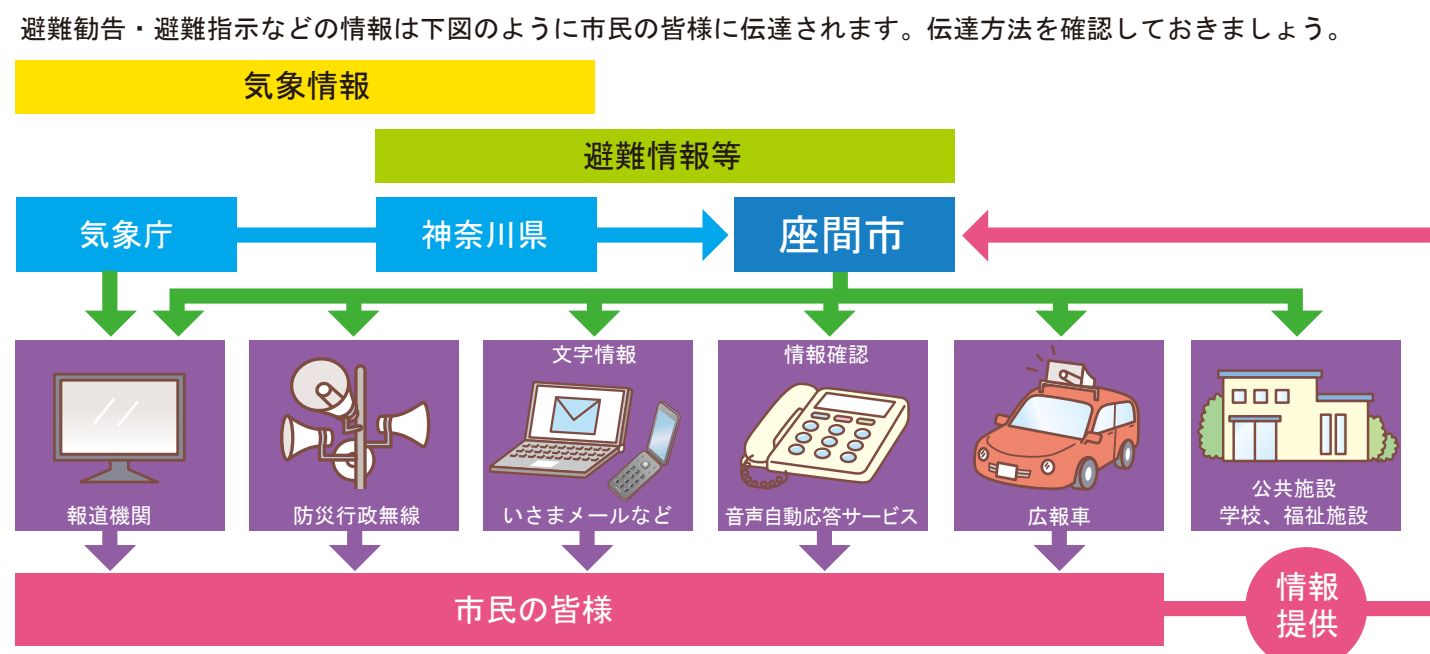 避難勧告・避難指示などの情報は下図のように市民の皆様に伝達されます。伝達方法を確認しておきましょう。
気象情報
避難情報等
気象庁
神奈川県
座間市
報道機関
防災行政無線
文字情報
いさまメールなど
情報確認
音声自動応答サービス
広報車
公共施設
学校、福祉施設
市民の皆様
情報
提供